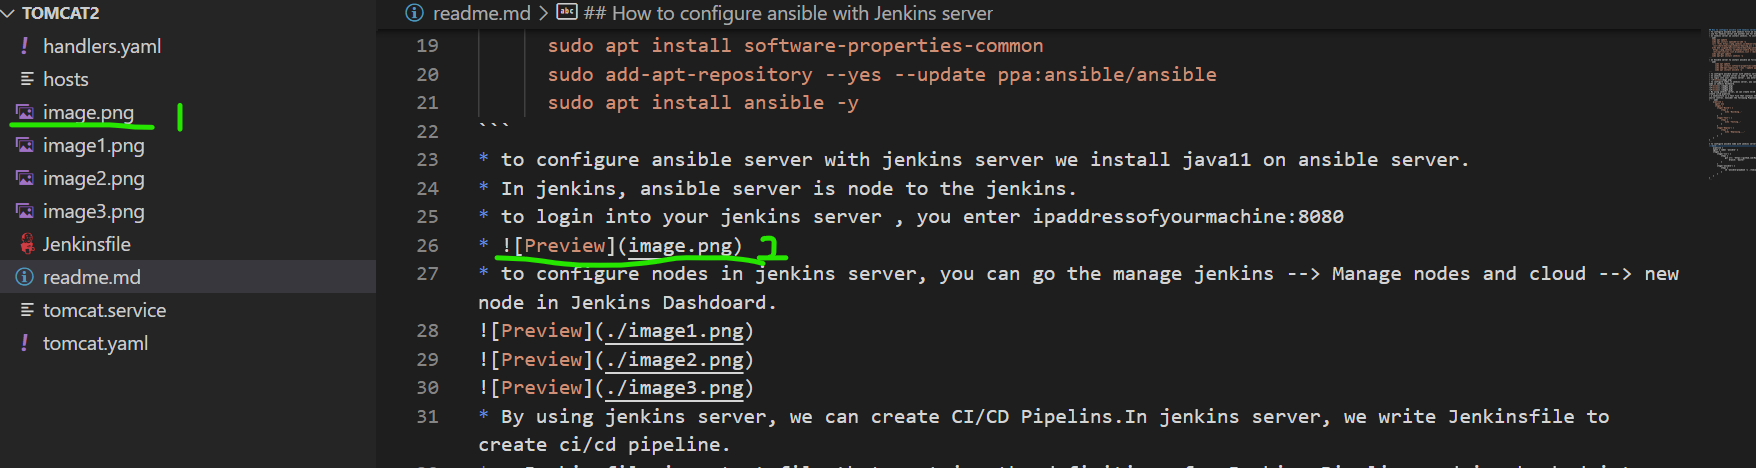 TOMCAT2
! handlers.yaml
hosts
image.png 1
image1.png
image2.png
image3.png
Jenkinsfile
readme.md
tomcat.service
! tomcat.yaml
readme.md > abc ## How to configure ansible with Jenkins server
19 sudo apt install software-properties-common
20 sudo add-apt-repository --yes --update ppa:ansible/ansible
21 sudo apt install ansible -y
22 ```
23 * to configure ansible server with jenkins server we install java11 on ansible server.
24 * In jenkins, ansible server is node to the jenkins.
25 * to login into your jenkins server , you enter ipaddressofyourmachine:8080
26 * ![Preview](image.png) 2
27 * to configure nodes in jenkins server, you can go the manage jenkins --> Manage nodes and cloud --> new
node in Jenkins Dashdoard.
28 ![Preview](./image1.png)
29 ![Preview](./image2.png)
30 ![Preview](./image3.png)
31 * By using jenkins server, we can create CI/CD Pipelins.In jenkins server, we write Jenkinsfile to
create ci/cd pipeline.